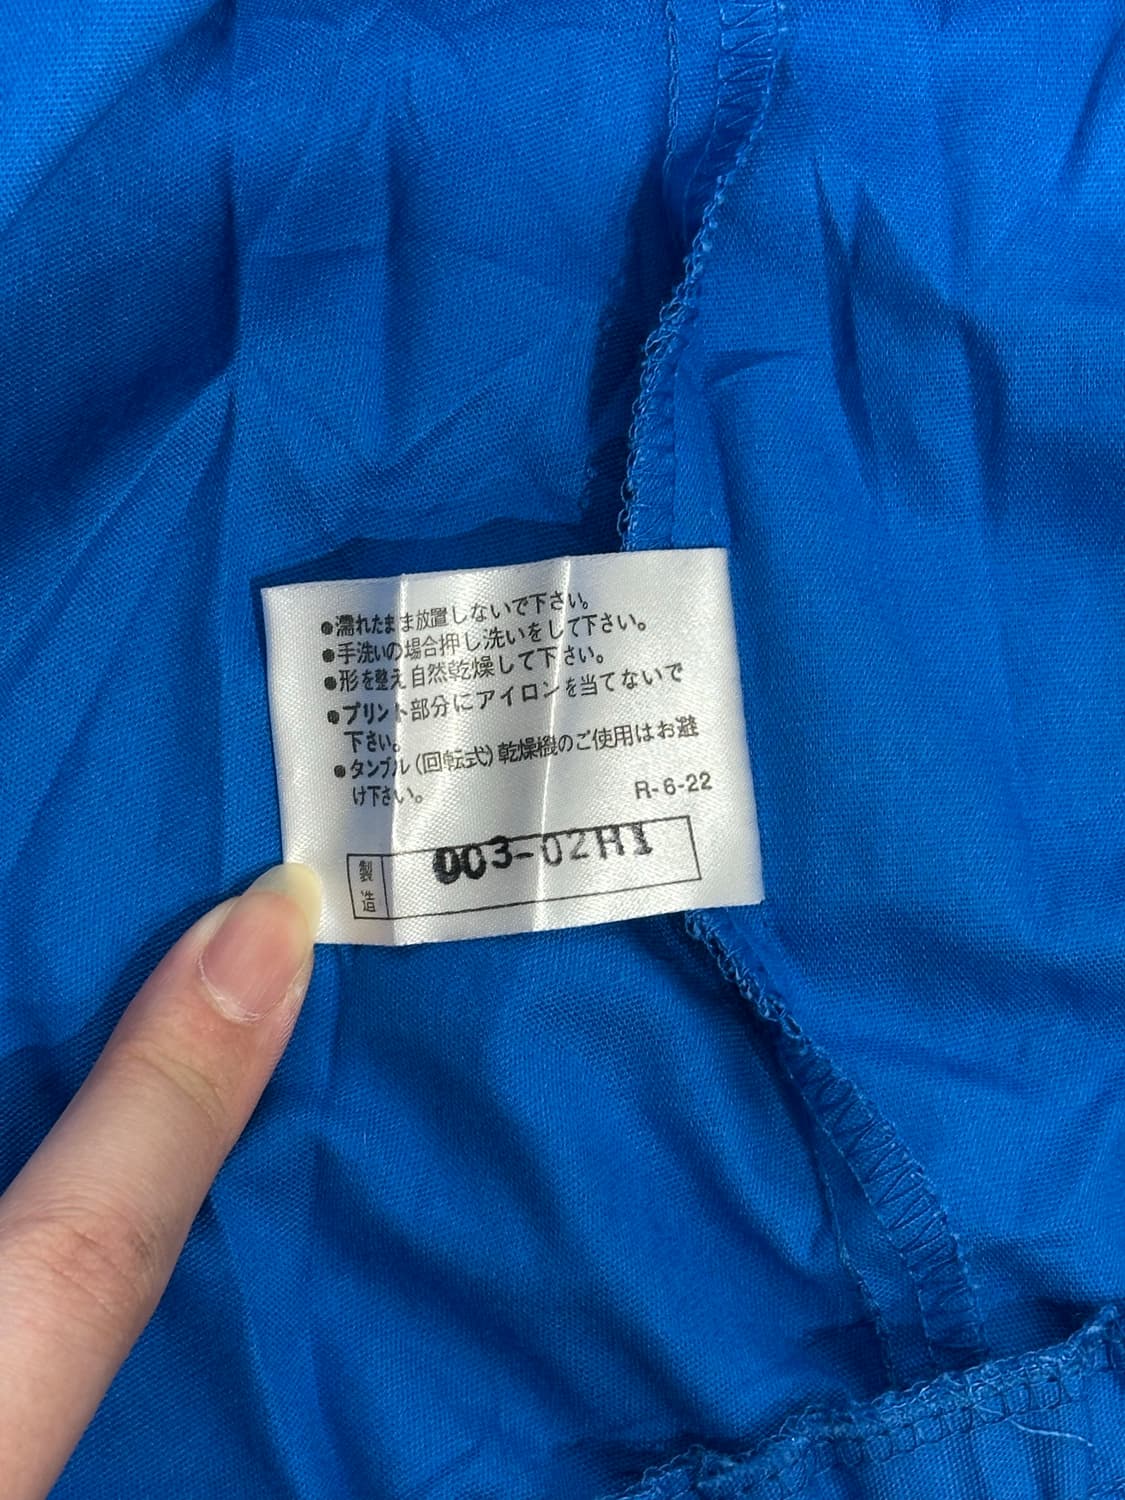 ●濡れたまま放置しないで下さい。
●手洗いの場合押し洗いをして下さい。
●形を整え自然乾燥して下さい。
●プリント部分にアイロンを当てないで
下さい。
●タンブル(回転式)乾燥機のご使用はお避
け下さい。
R-6-22
製造 003-02H1